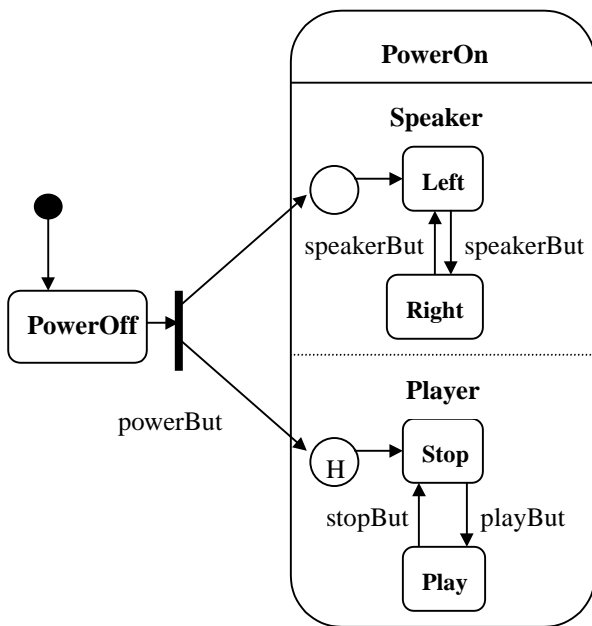 PowerOn
Speaker
Left
speakerBut speakerBut
PowerOff
Right
Player
powerBut
H
Stop
stopBut playBut
Play